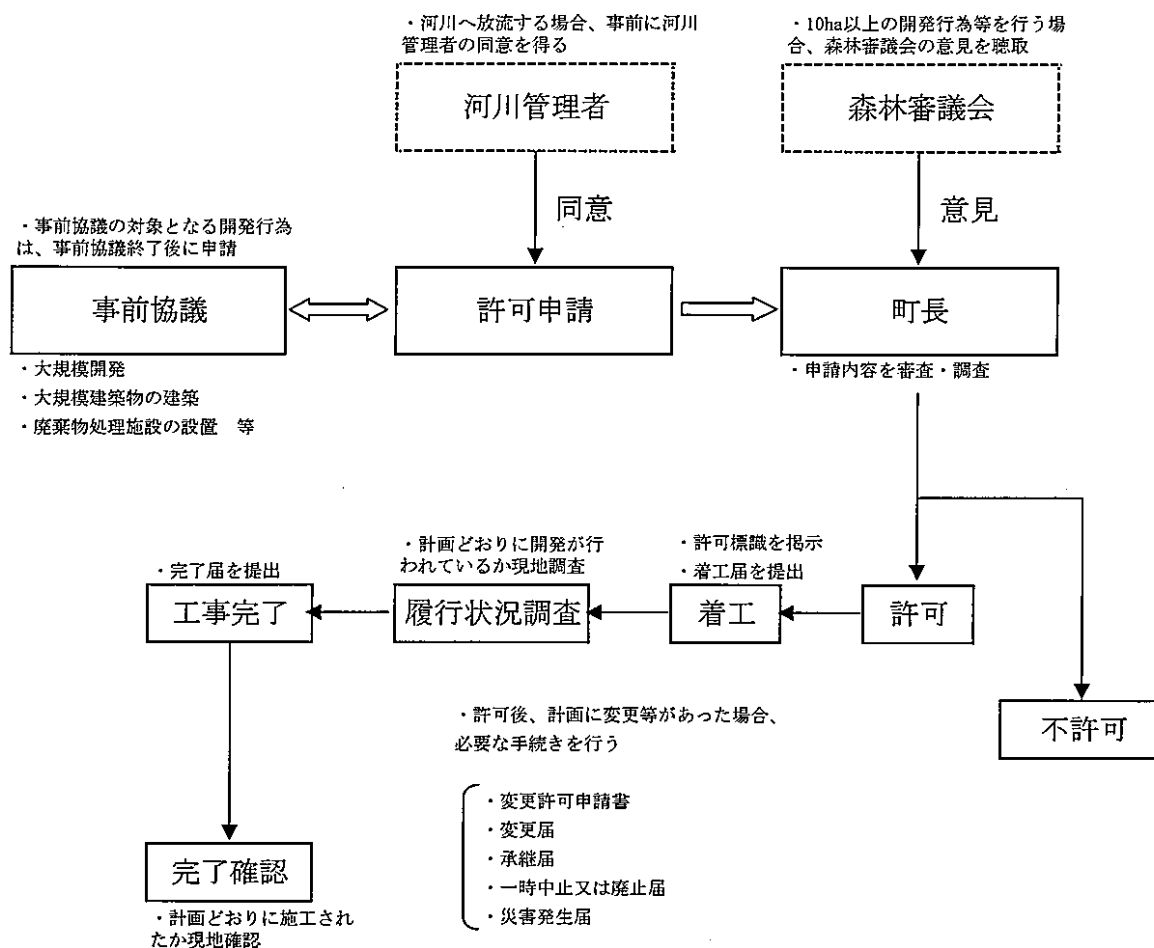 ・河川へ放流する場合、事前に河川
管理者の同意を得る
・10ha以上の開発行為等を行う場
合、森林審議会の意見を聴取
河川管理者
森林審議会
同意
意見
・事前協議の対象となる開発行為
は、事前協議終了後に申請
事前協議
許可申請
町長
・大規模開発
・大規模建築物の建築
・廃棄物処理施設の設置　等
・申請内容を審査・調査
・計画どおりに開発が行
われているか現地調査
・許可標識を掲示
・着工届を提出
・完了届を提出
工事完了
履行状況調査
着工
許可
不許可
・許可後、計画に変更等があった場合、
必要な手続きを行う
・変更許可申請書
・変更届
・承継届
・一時中止又は廃止届
・災害発生届
完了確認
・計画どおりに施工され
たか現地確認